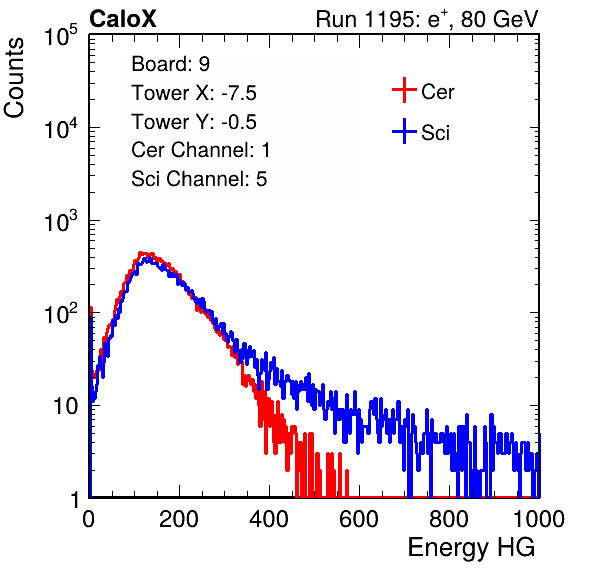 CaloX Run 1195: e⁺, 80 GeV
Counts
10⁵
10⁴
10³
10²
10
1
Board: 9
Tower X: -7.5
Tower Y: -0.5
Cer Channel: 1
Sci Channel: 5
Cer
Sci
0 200 400 600 800 1000
Energy HG